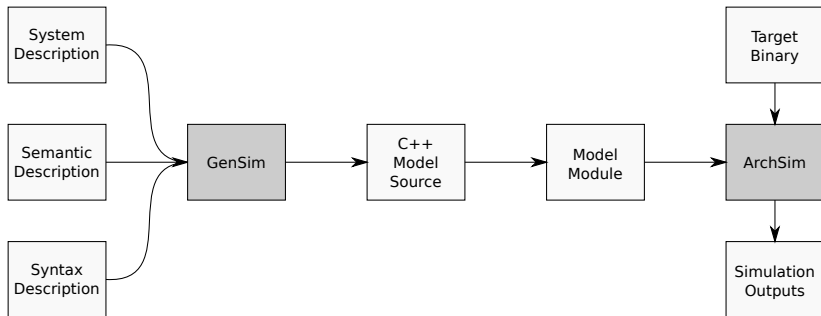 System
Description
Semantic
Description
Syntax
Description
GenSim
C++
Model
Source
Model
Module
Target
Binary
ArchSim
Simulation
Outputs